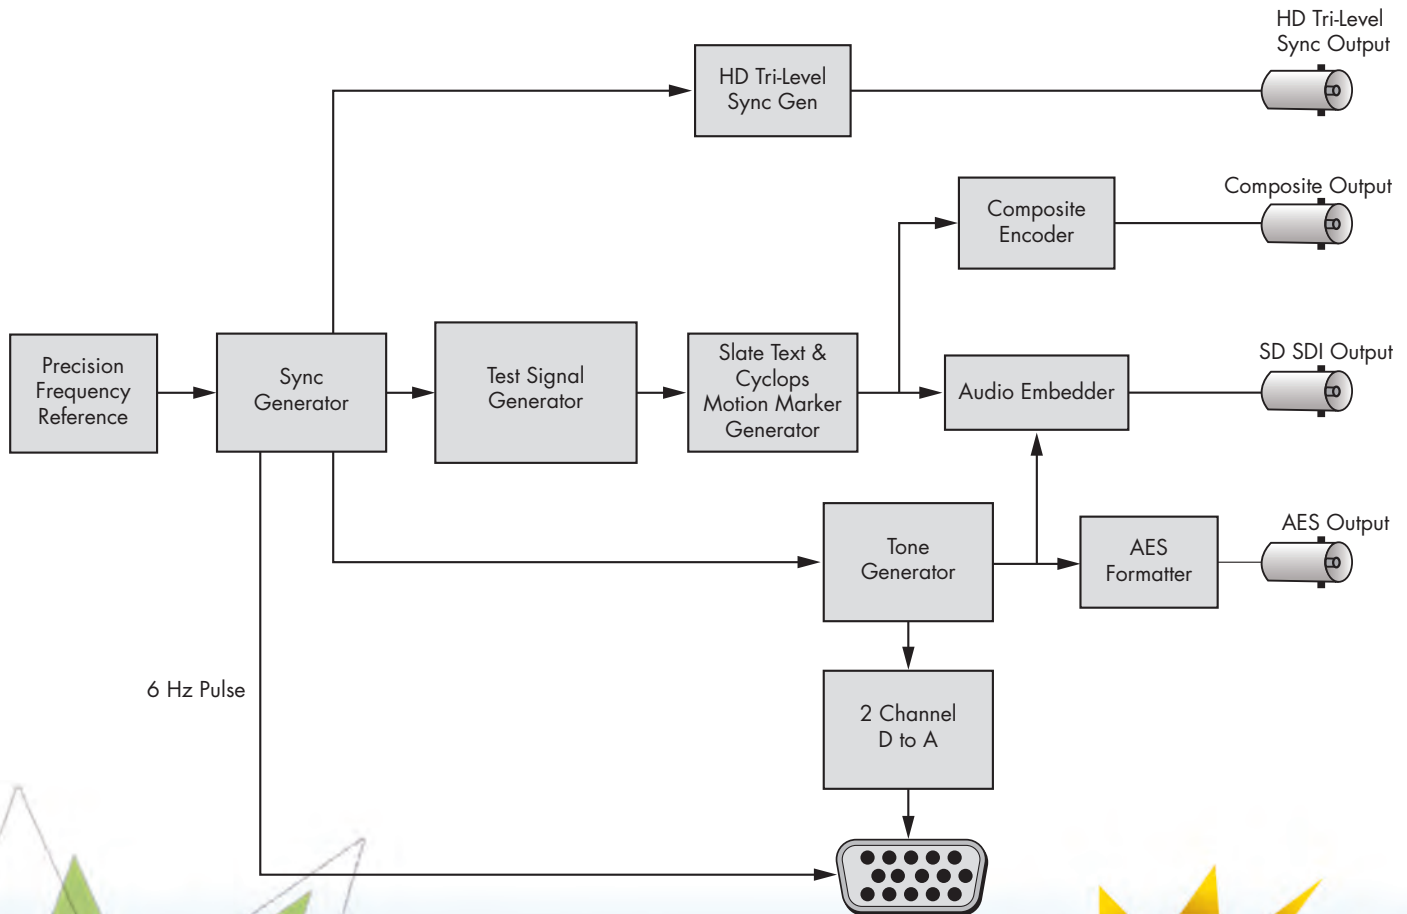 HD Tri-Level
Sync Output
HD Tri-Level
Sync Gen
Composite Output
Composite
Encoder
Precision
Frequency
Reference
Sync
Generator
Test Signal
Generator
Slate Text &
Cyclops
Motion Marker
Generator
Audio Embedder
SD SDI Output
Tone
Generator
AES
Formatter
AES Output
6 Hz Pulse
2 Channel
D to A